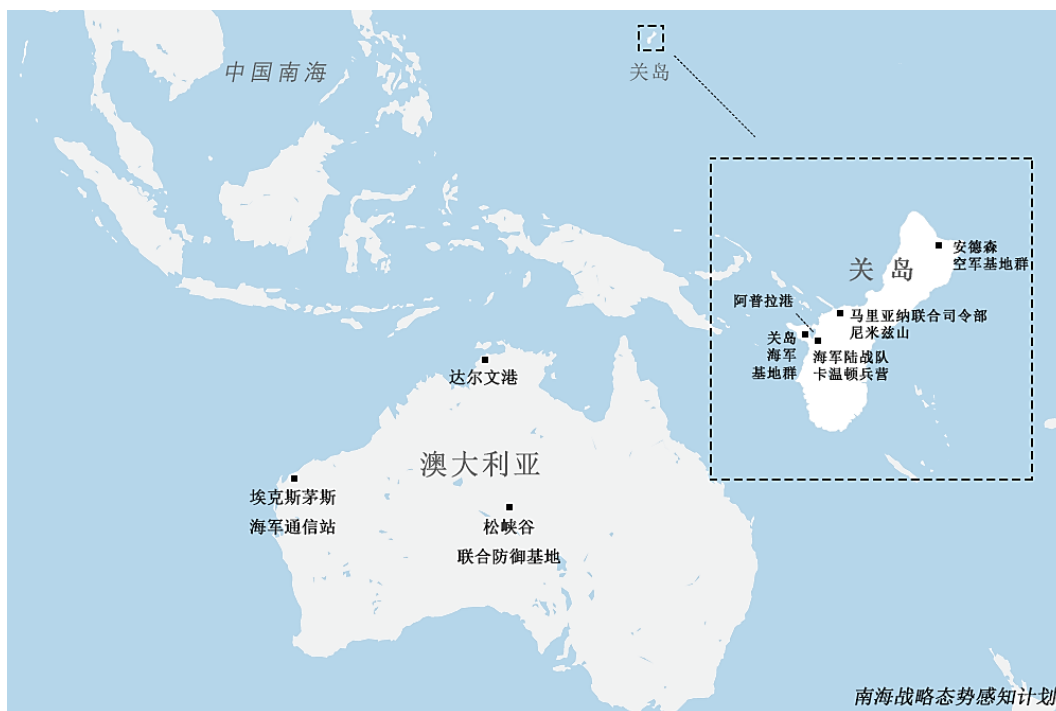 中国南海
关岛
关岛
安德森
空军基地群
阿普拉港
马里亚纳联合司令部
尼米兹山
关岛
海军
基地群
海军陆战队
卡温顿兵营
达尔文港
澳大利亚
埃克斯茅斯
海军通信站
松峡谷
联合防御基地
南海战略态势感知计划